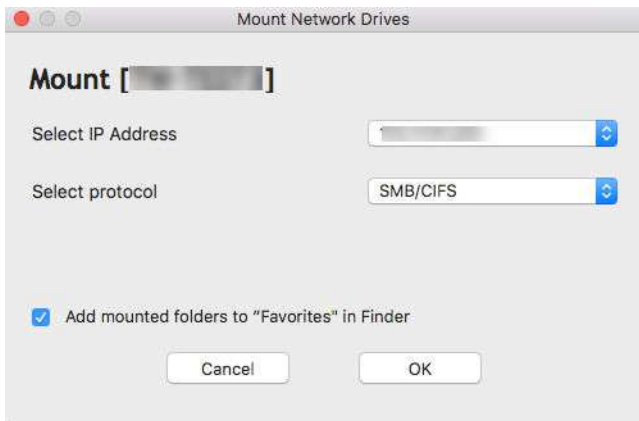 Mount Network Drives
Mount [ ]
Select IP Address
Select protocol SMB/CIFS
Add mounted folders to “Favorites" in Finder
Cancel OK